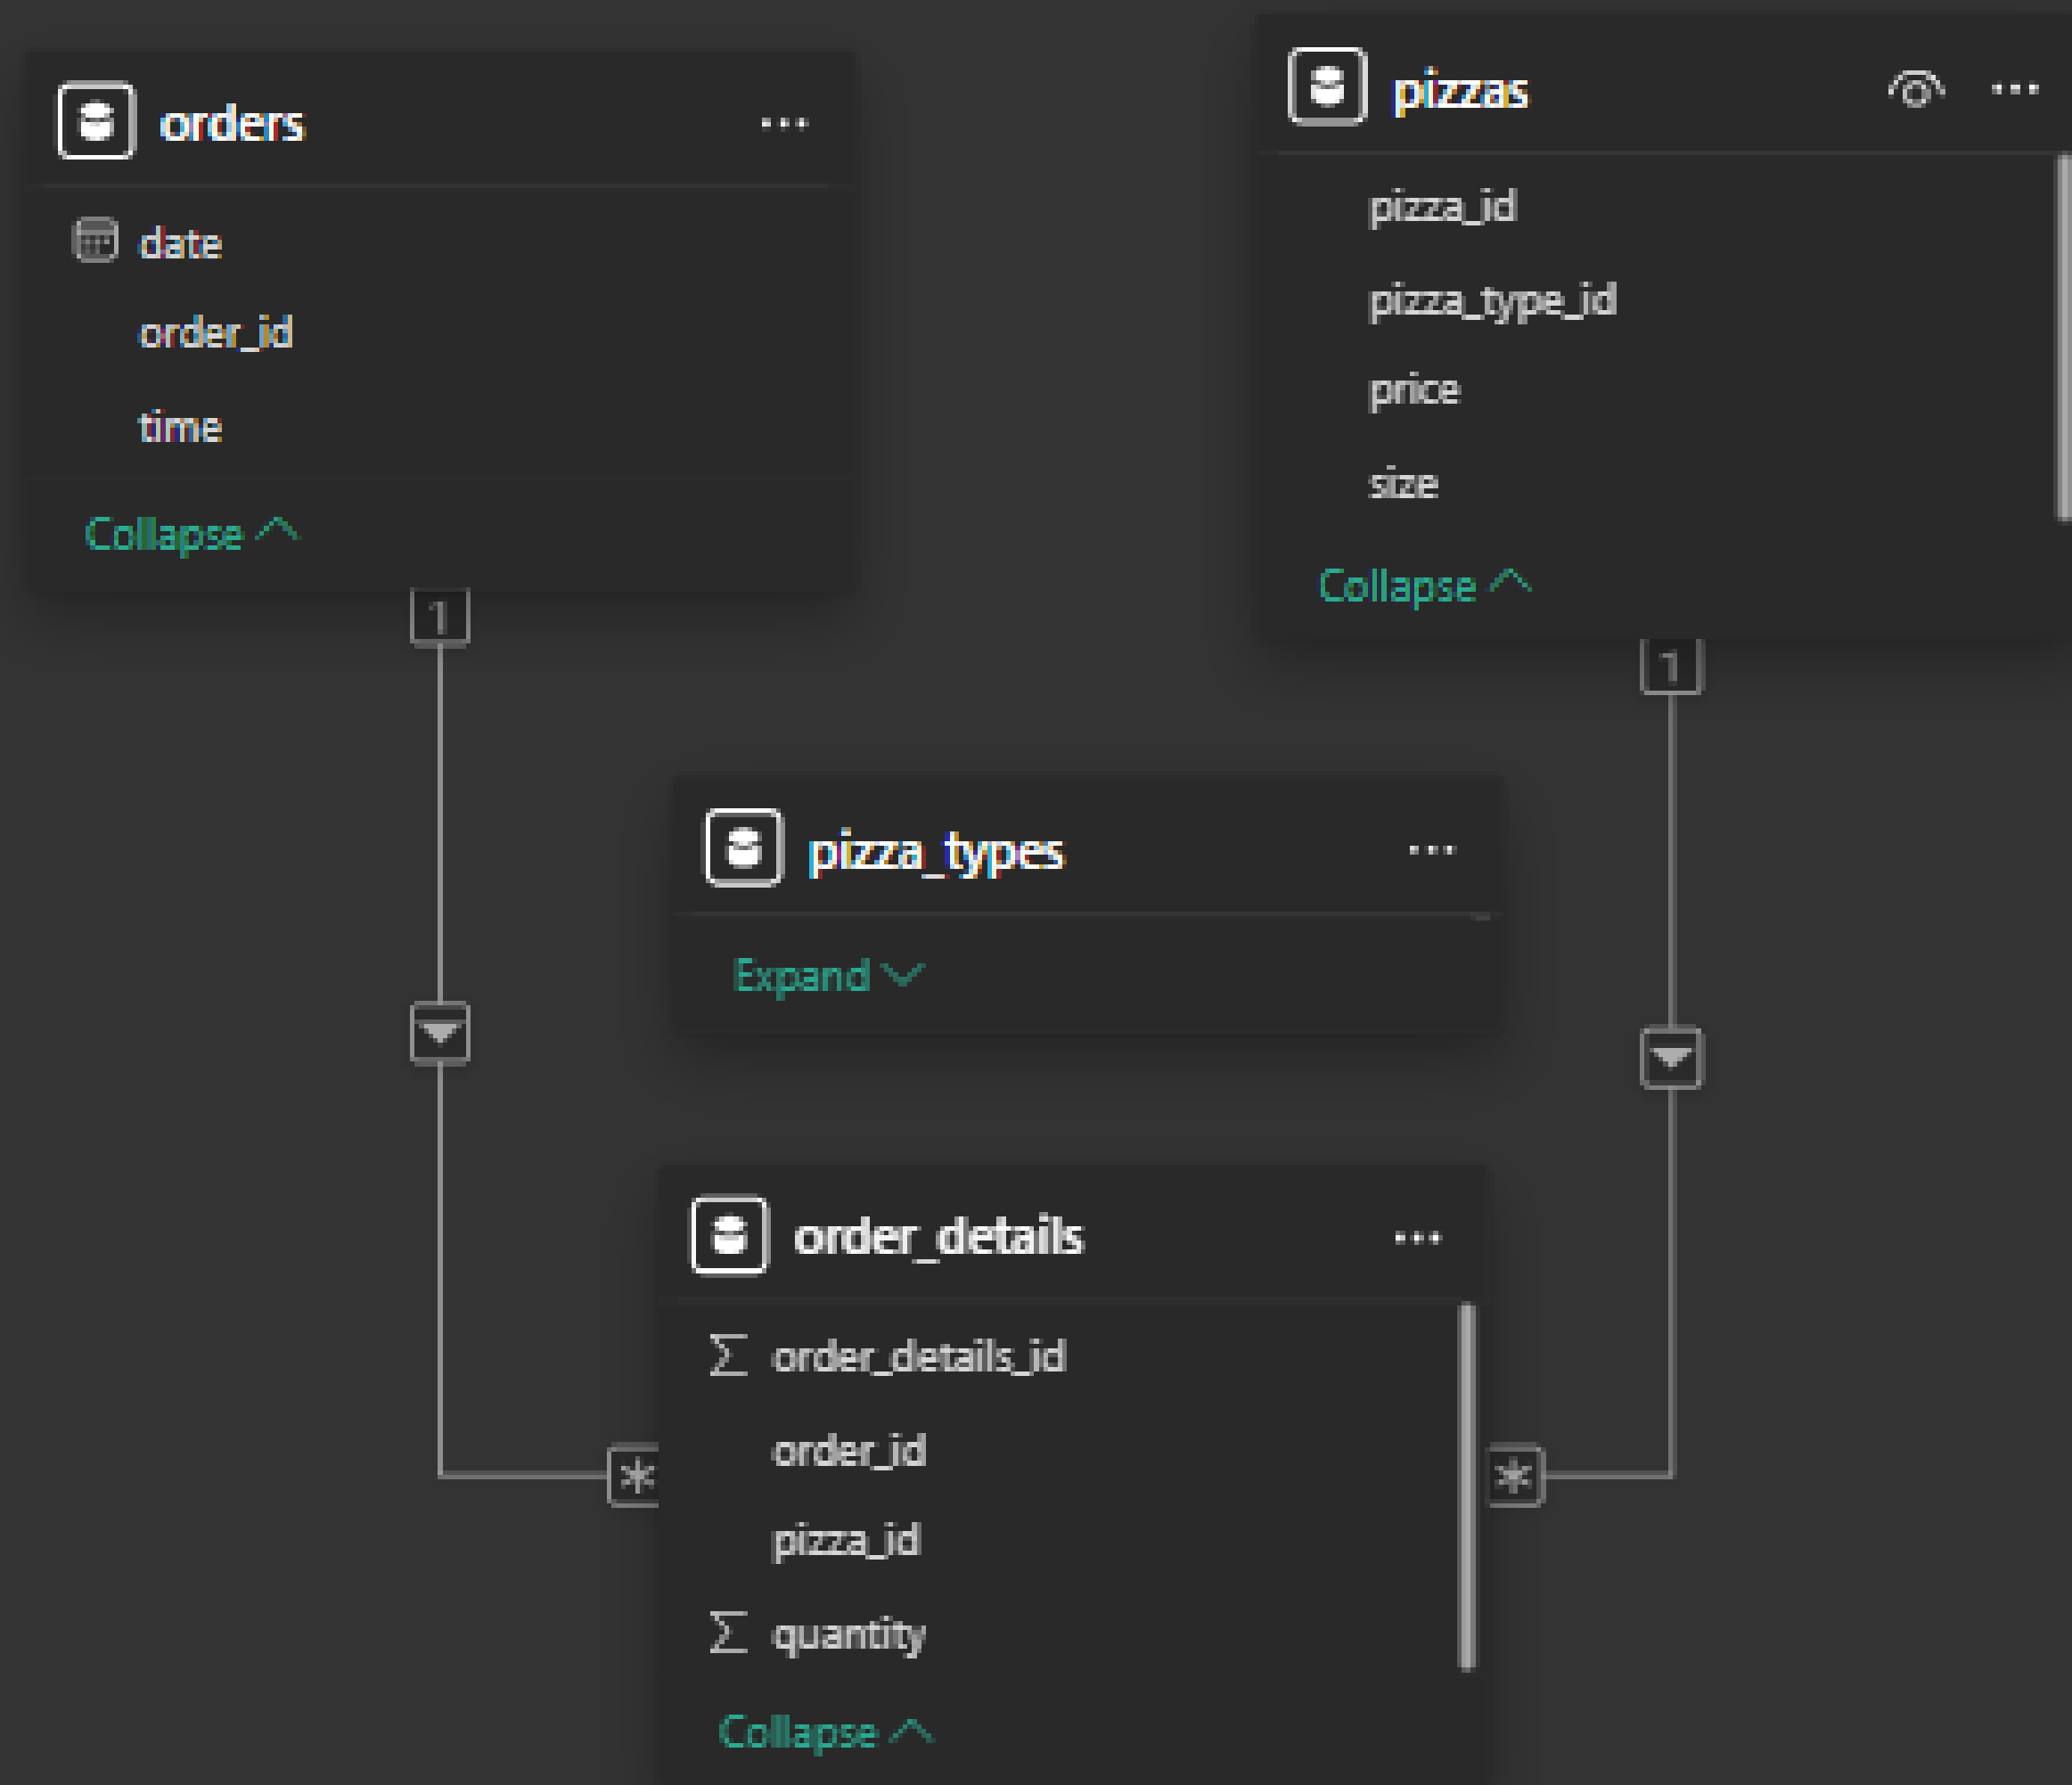 orders
date
order_id
time
Collapse
1
pizzas
pizza_id
pizza_type_id
price
size
Collapse
1
pizza_types
Expand
order_details
order_details_id
order_id
pizza_id
quantity
Collapse
*
*